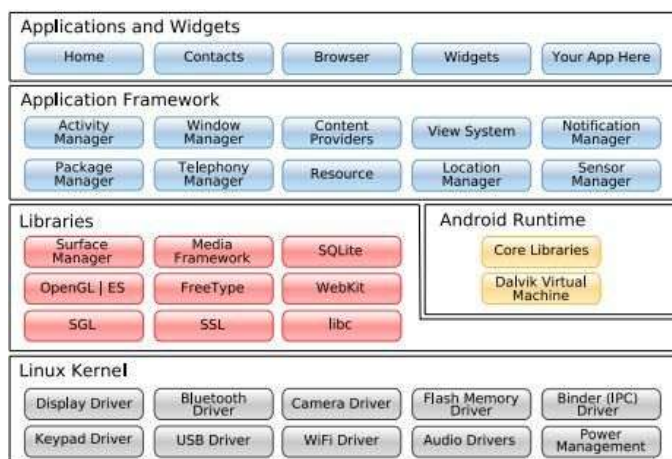 Applications and Widgets
Home
Contacts
Browser
Widgets
Your App Here
Application Framework
Activity
Manager
Window
Manager
Content
Providers
View System
Notification
Manager
Package
Manager
Telephony
Manager
Resource
Location
Manager
Sensor
Manager
Libraries
Surface
Manager
Media
Framework
SQLite
OpenGL | ES
FreeType
WebKit
SGL
SSL
libc
Android Runtime
Core Libraries
Dalvik Virtual
Machine
Linux Kernel
Display Driver
Bluetooth
Driver
Camera Driver
Flash Memory
Driver
Binder (IPC)
Driver
Keypad Driver
USB Driver
WiFi Driver
Audio Drivers
Power
Management